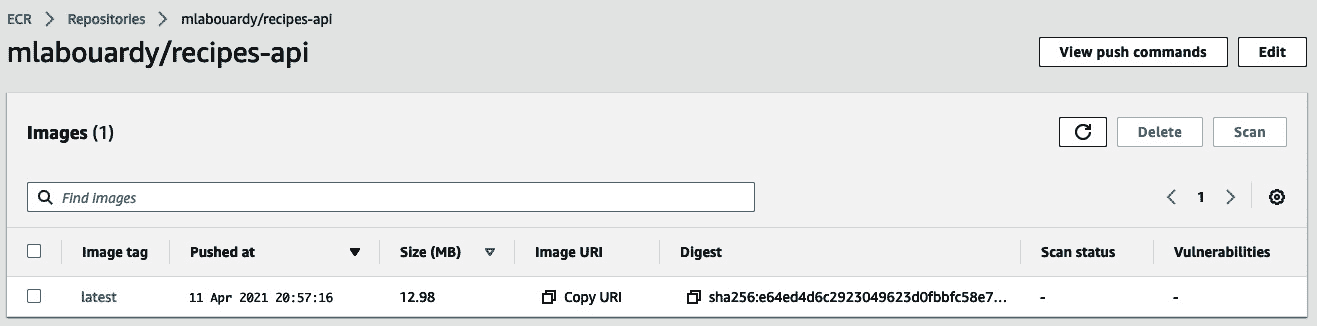 ECR > Repositories > mlabouardy/recipes-api
mlabouardy/recipes-api View push commands Edit
Images (1) Delete Scan
Find images 1
Image tag Pushed at Size (MB) Image URI Digest Scan status Vulnerabilities
latest 11 Apr 2021 20:57:16 12.98 Copy URI sha256:e64ed4d6c2923049623d0fbbfc58e7... - -